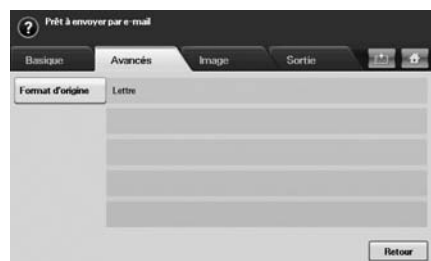 Prêt à envoyer par e-mail
Basique Avancés Image Sortie
Format d'origine Lettre
Retour